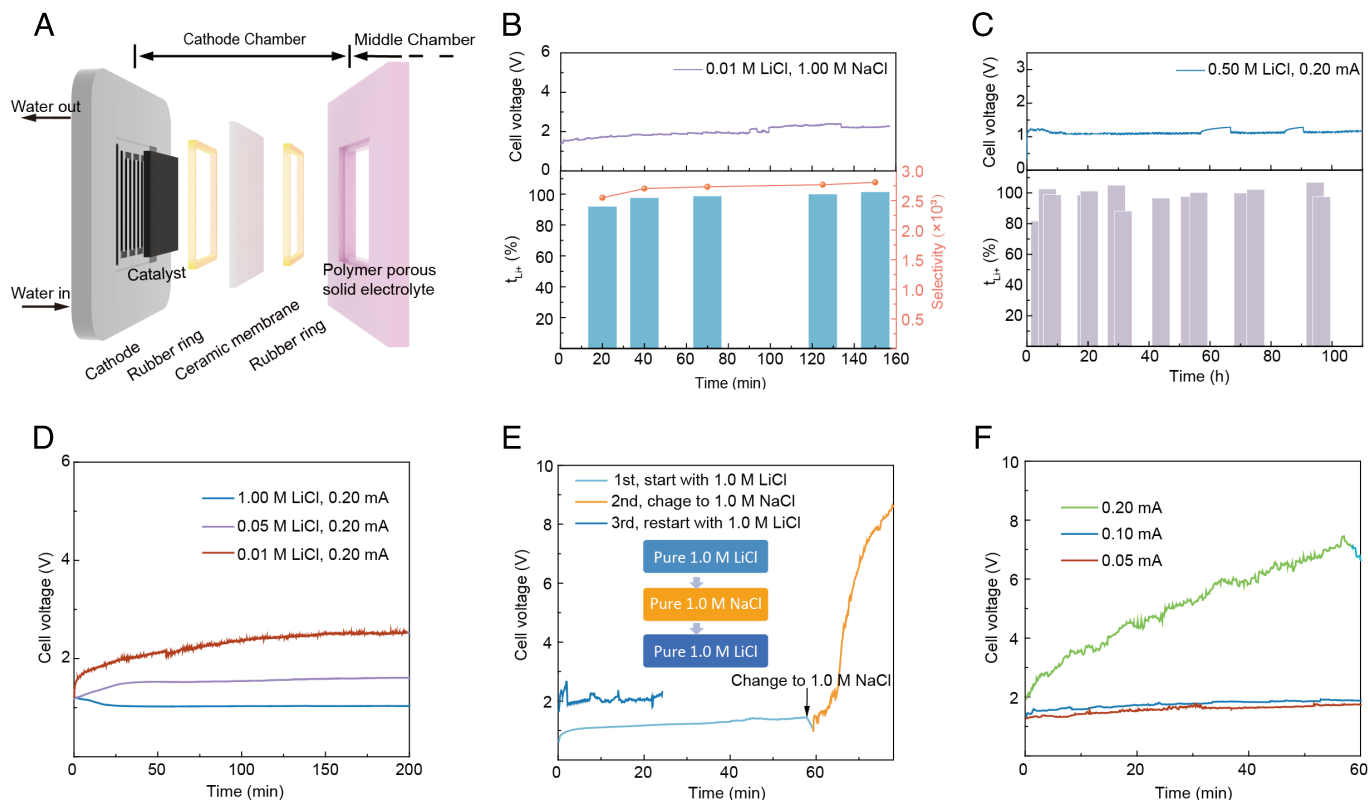 A
Cathode Chamber
Middle Chamber
Water out
Catalyst
Polymer porous
solid electrolyte
Water in
Cathode
Rubber ring
Ceramic membrane
Rubber ring
B
0.01 M LiCl, 1.00 M NaCl
Cell voltage (V)
6
4
2
0
t_Li+ (%)
100
80
60
40
20
Selectivity (×10³)
3.0
2.5
2.0
1.5
1.0
0.5
0 20 40 60 80 100 120 140 160
Time (min)
C
0.50 M LiCl, 0.20 mA
Cell voltage (V)
3
2
1
0
t_Li+ (%)
100
80
60
40
20
0 20 40 60 80 100
Time (h)
D
1.00 M LiCl, 0.20 mA
0.05 M LiCl, 0.20 mA
0.01 M LiCl, 0.20 mA
Cell voltage (V)
6
4
2
0 50 100 150 200
Time (min)
E
1st, start with 1.0 M LiCl
2nd, chage to 1.0 M NaCl
3rd, restart with 1.0 M LiCl
Pure 1.0 M LiCl
Pure 1.0 M NaCl
Pure 1.0 M LiCl
Change to 1.0 M NaCl
Cell voltage (V)
10
8
6
4
2
0 20 40 60
Time (min)
F
0.20 mA
0.10 mA
0.05 mA
Cell voltage (V)
10
8
6
4
2
0 20 40 60
Time (min)